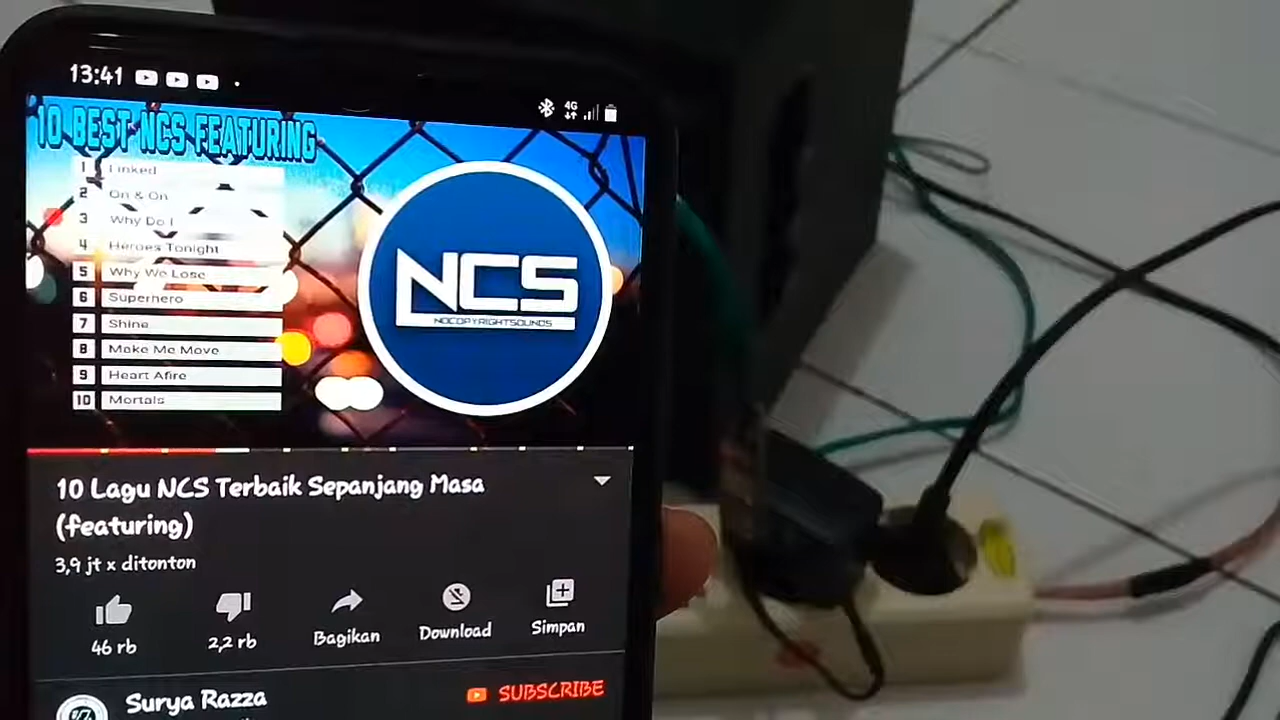 13:41
4G
10 BEST NCS FEATURING
1 Linked
2 On & On
3 Why Do I
4 Heroes Tonight
5 Why We Lose
6 Superhero
7 Shine
8 Make Me Move
9 Heart Afire
10 Mortals
NCS
NOCOPYRIGHTSOUNDS
10 Lagu NCS Terbaik Sepanjang Masa
(featuring)
3,9 jt x ditonton
46 rb
2,2 rb
Bagikan
Download
Simpan
Surya Razza
SUBSCRIBE